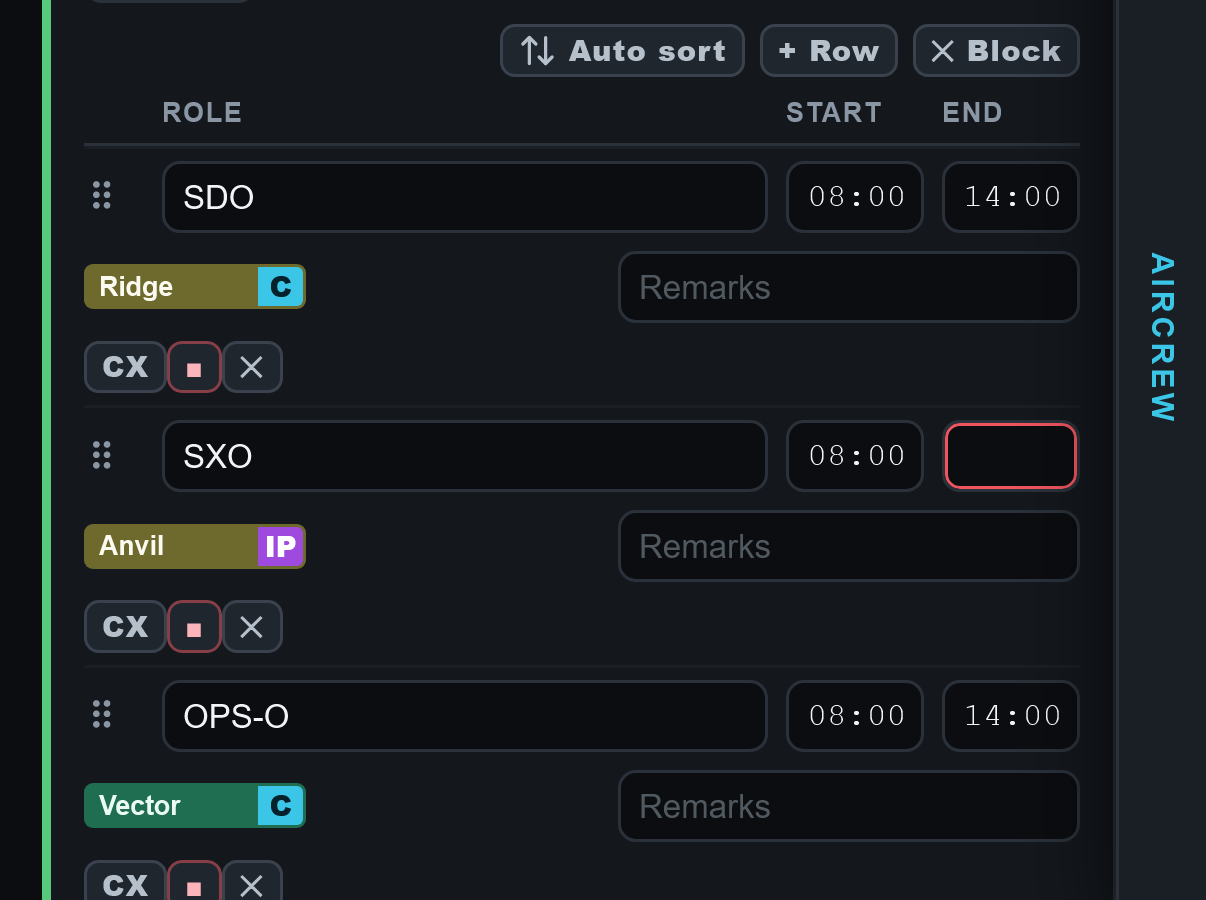 Auto sort + Row Block
ROLE START END
SDO 08:00 14:00
Ridge C Remarks
CX
SXO 08:00
Anvil IP Remarks
CX
OPS-O 08:00 14:00
Vector C Remarks
CX
AIRCREW